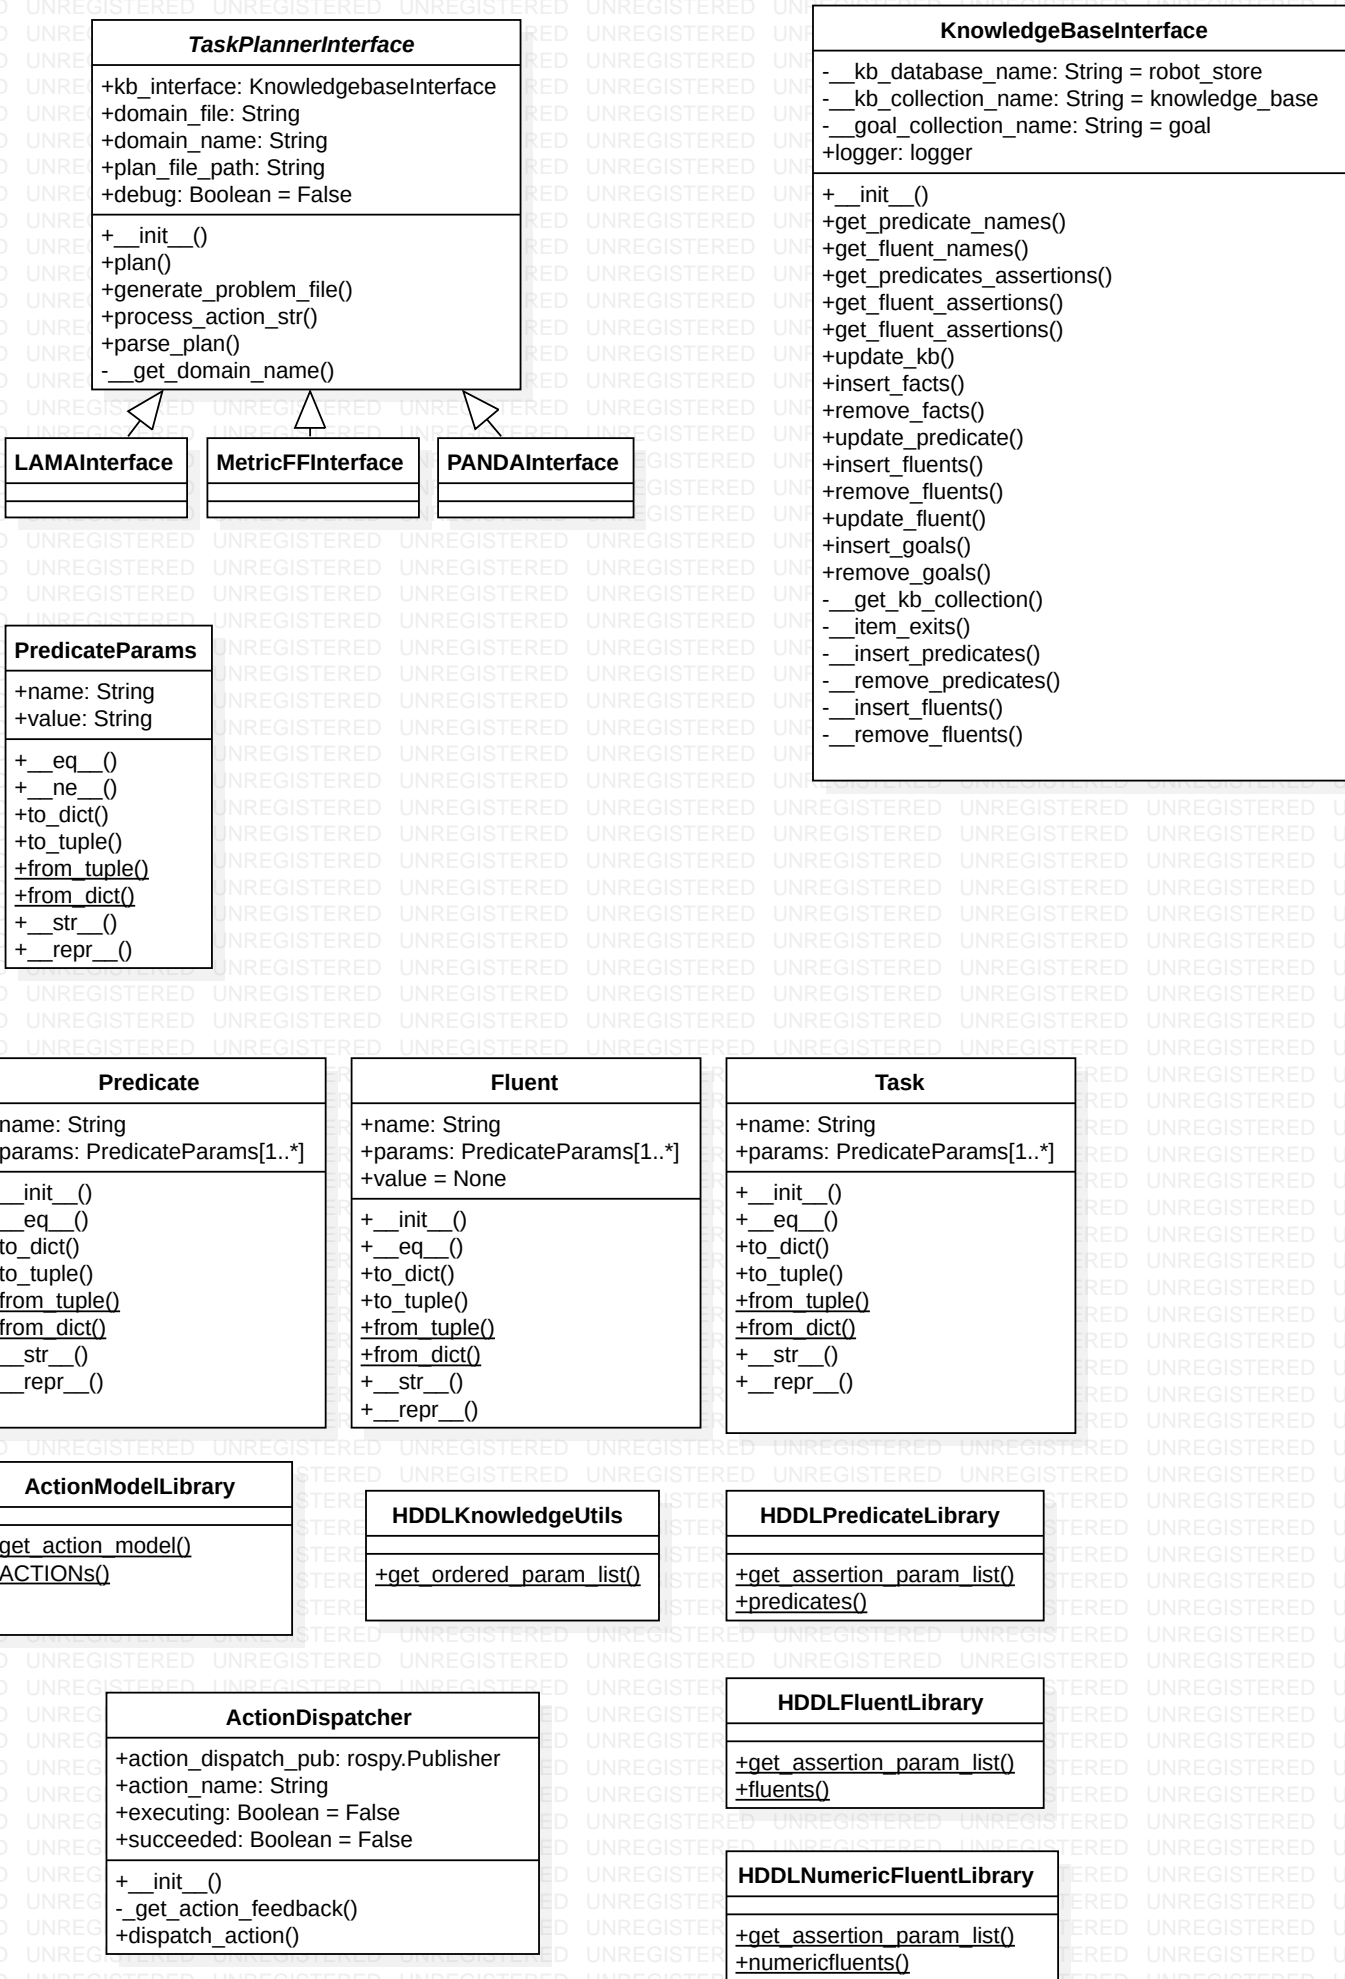 TaskPlannerInterface
+kb_interface: KnowledgebaseInterface
+domain_file: String
+domain_name: String
+plan_file_path: String
+debug: Boolean = False
+__init__()
+plan()
+generate_problem_file()
+process_action_str()
+parse_plan()
-__get_domain_name()
KnowledgeBaseInterface
-__kb_database_name: String = robot_store
-__kb_collection_name: String = knowledge_base
-__goal_collection_name: String = goal
+logger: logger
+__init__()
+get_predicate_names()
+get_fluent_names()
+get_predicates_assertions()
+get_fluent_assertions()
+get_fluent_assertions()
+update_kb()
+insert_facts()
+remove_facts()
+update_predicate()
+insert_fluents()
+remove_fluents()
+update_fluent()
+insert_goals()
+remove_goals()
-__get_kb_collection()
-__item_exits()
-__insert_predicates()
-__remove_predicates()
-__insert_fluents()
-__remove_fluents()
LAMAInterface
MetricFFInterface
PANDAInterface
PredicateParams
+name: String
+value: String
+__eq__()
+__ne__()
+to_dict()
+to_tuple()
+from_tuple()
+from_dict()
+__str__()
+__repr__()
Predicate
name: String
params: PredicateParams[1..*]
__init__()
__eq__()
to_dict()
to_tuple()
from_tuple()
from_dict()
__str__()
__repr__()
Fluent
+name: String
+params: PredicateParams[1..*]
+value = None
+__init__()
+__eq__()
+to_dict()
+to_tuple()
+from_tuple()
+from_dict()
+__str__()
+__repr__()
Task
+name: String
+params: PredicateParams[1..*]
+__init__()
+__eq__()
+to_dict()
+to_tuple()
+from_tuple()
+from_dict()
+__str__()
+__repr__()
ActionModelLibrary
get_action_model()
ACTIONs()
HDDLKnowledgeUtils
+get_ordered_param_list()
HDDLPredicateLibrary
+get_assertion_param_list()
+predicates()
ActionDispatcher
+action_dispatch_pub: rospy.Publisher
+action_name: String
+executing: Boolean = False
+succeeded: Boolean = False
+__init__()
-_get_action_feedback()
+dispatch_action()
HDDLFluentLibrary
+get_assertion_param_list()
+fluents()
HDDLNumericFluentLibrary
+get_assertion_param_list()
+numericfluents()